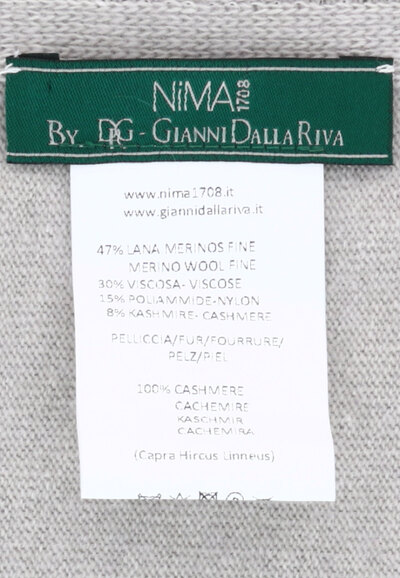 NIMA 1708
BY DRG - GIANNI DALLA RIVA
www.nima1708.it
www.giannidallariva.it
47% LANA MERINOS FINE
MERINO WOOL FINE
30% VISCOSA- VISCOSE
15% POLIAMMIDE-NYLON
8% KASHMIRE- CASHMERE
PELLICCIA/FUR/FOURRURE/
PELZ/PIEL
100% CASHMERE
CACHEMIRE
KASCHMIR
CACHEMIRA
(Capra Hircus Linneus)